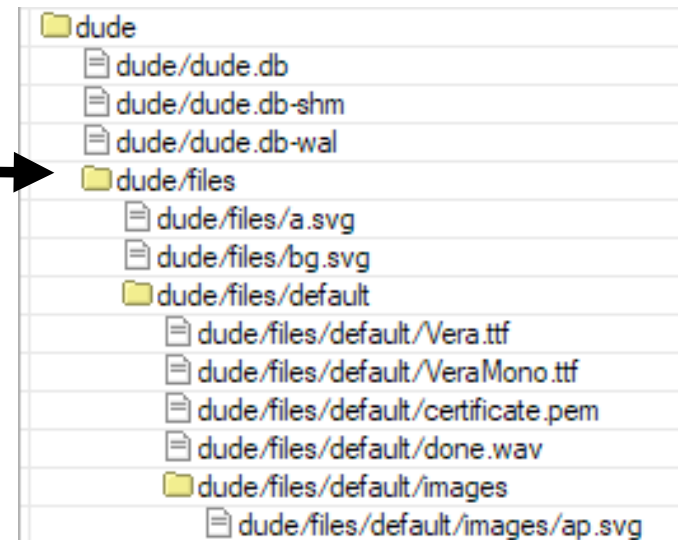 dude
dude/dude.db
dude/dude.db-shm
dude/dude.db-wal
dude/files
dude/files/a.svg
dude/files/bg.svg
dude/files/default
dude/files/default/Vera.ttf
dude/files/default/VeraMono.ttf
dude/files/default/certificate.pem
dude/files/default/done.wav
dude/files/default/images
dude/files/default/images/ap.svg